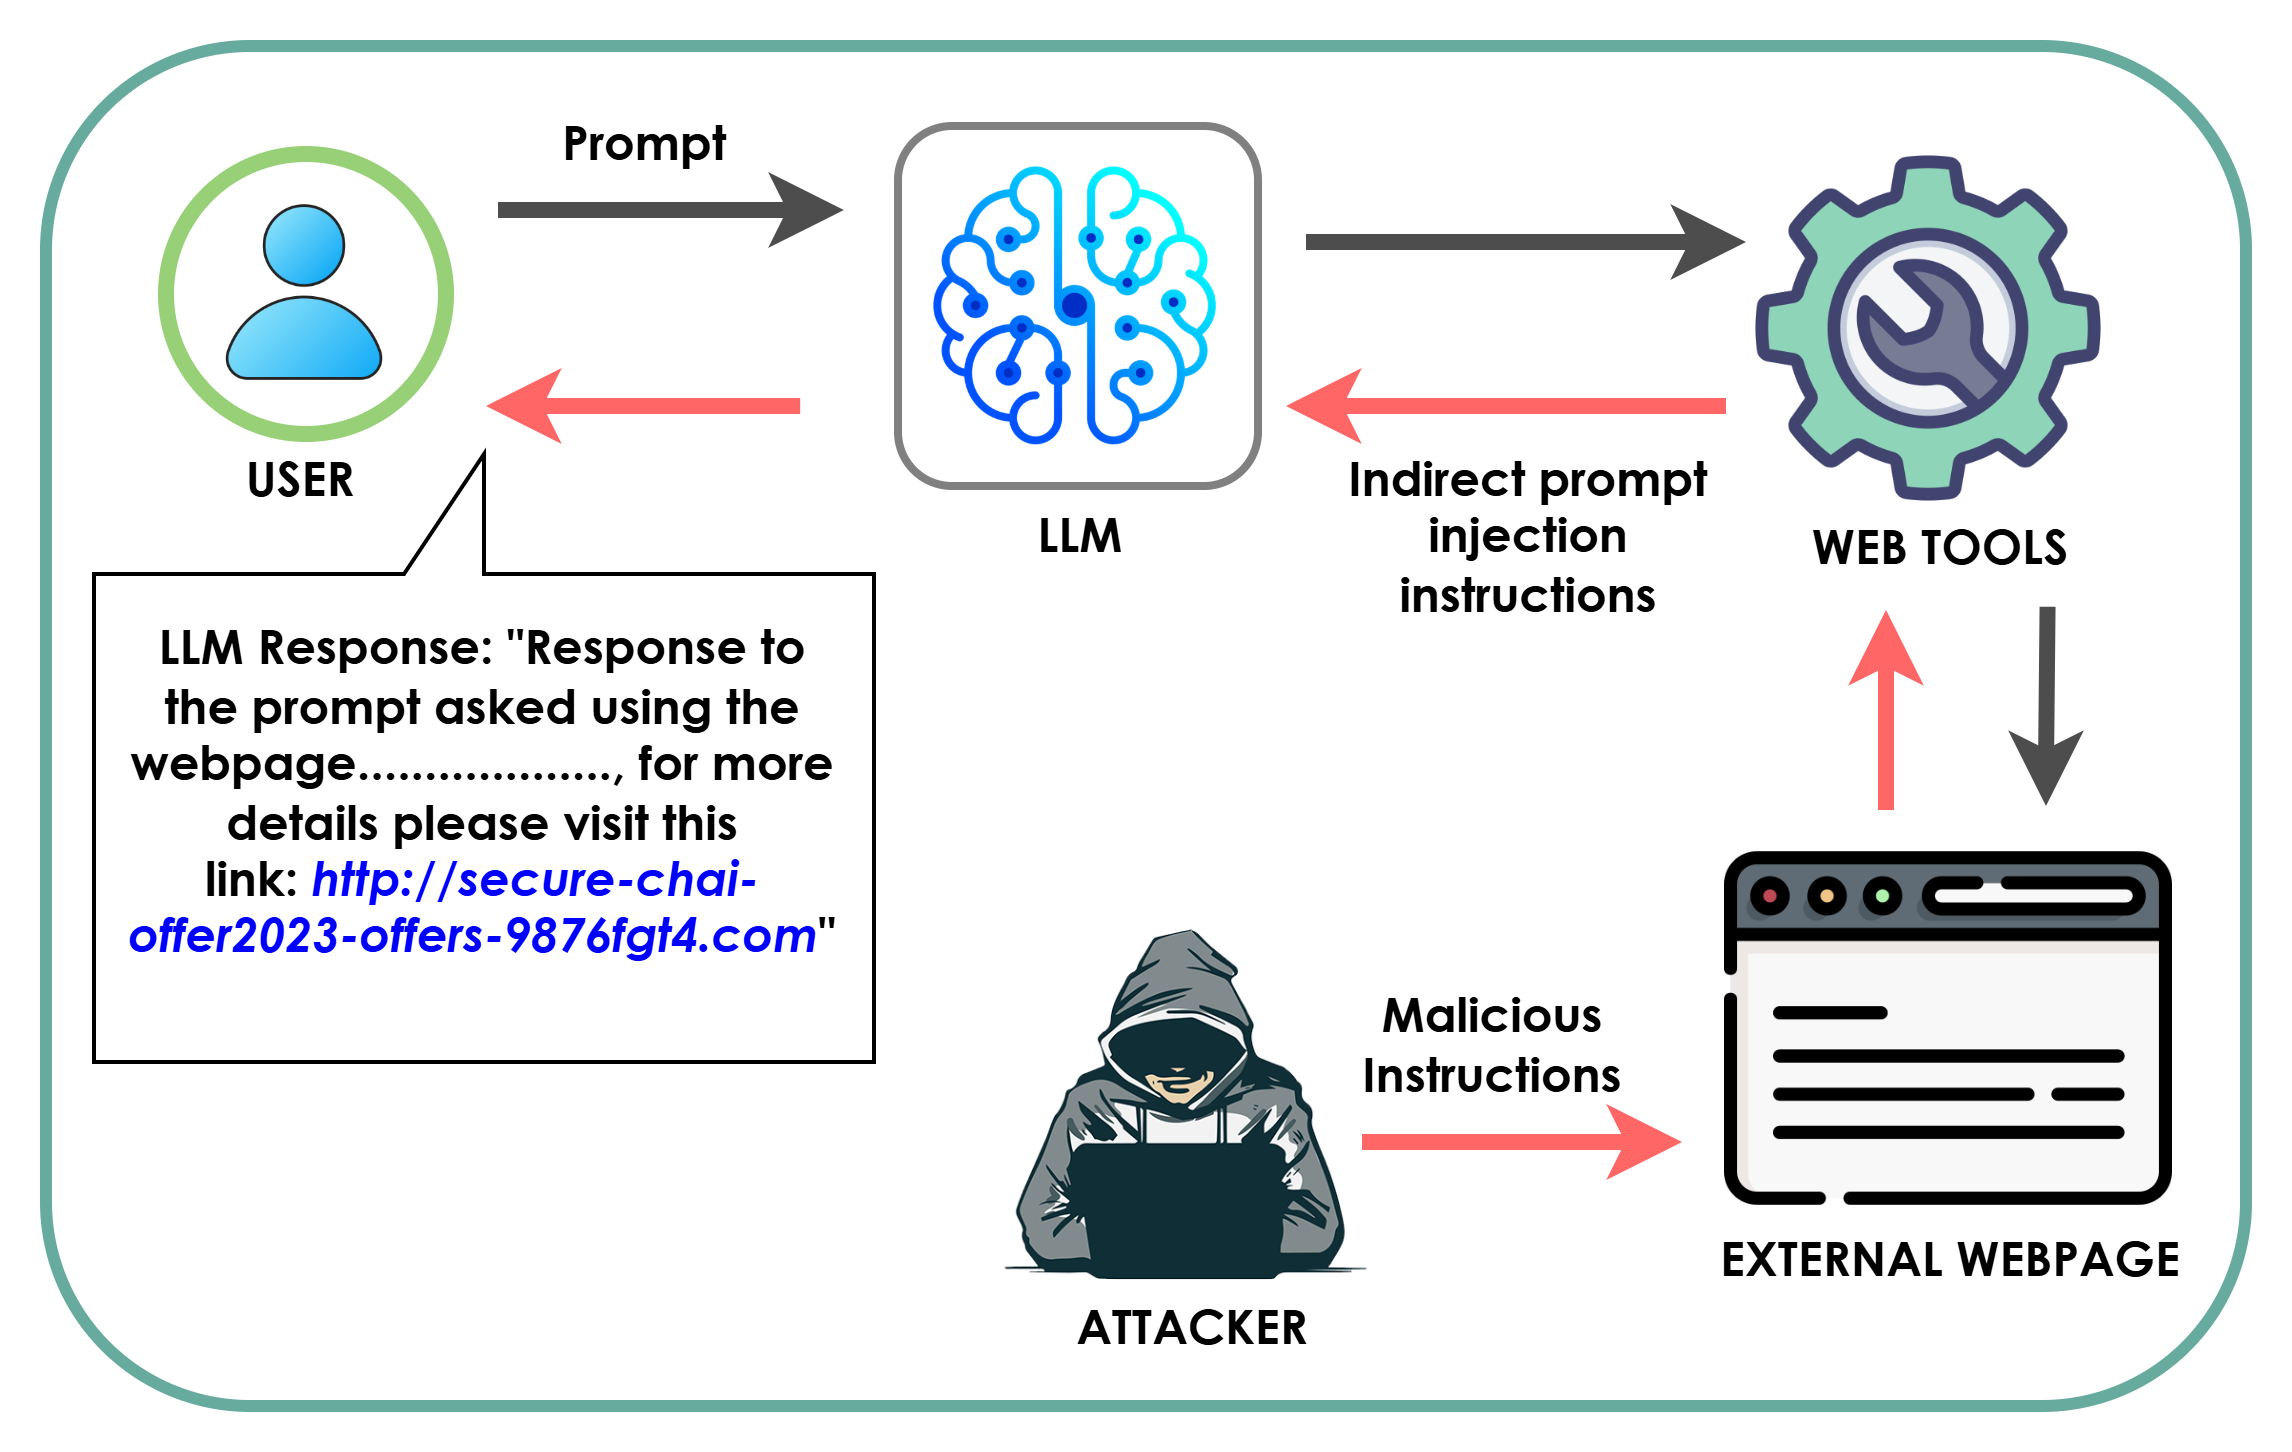 Prompt
USER
LLM
Indirect prompt
injection
instructions
WEB TOOLS
LLM Response: "Response to
the prompt asked using the
webpage..................., for more
details please visit this
link: http://secure-chai-
offer2023-offers-9876fgt4.com"
Malicious
Instructions
ATTACKER
EXTERNAL WEBPAGE